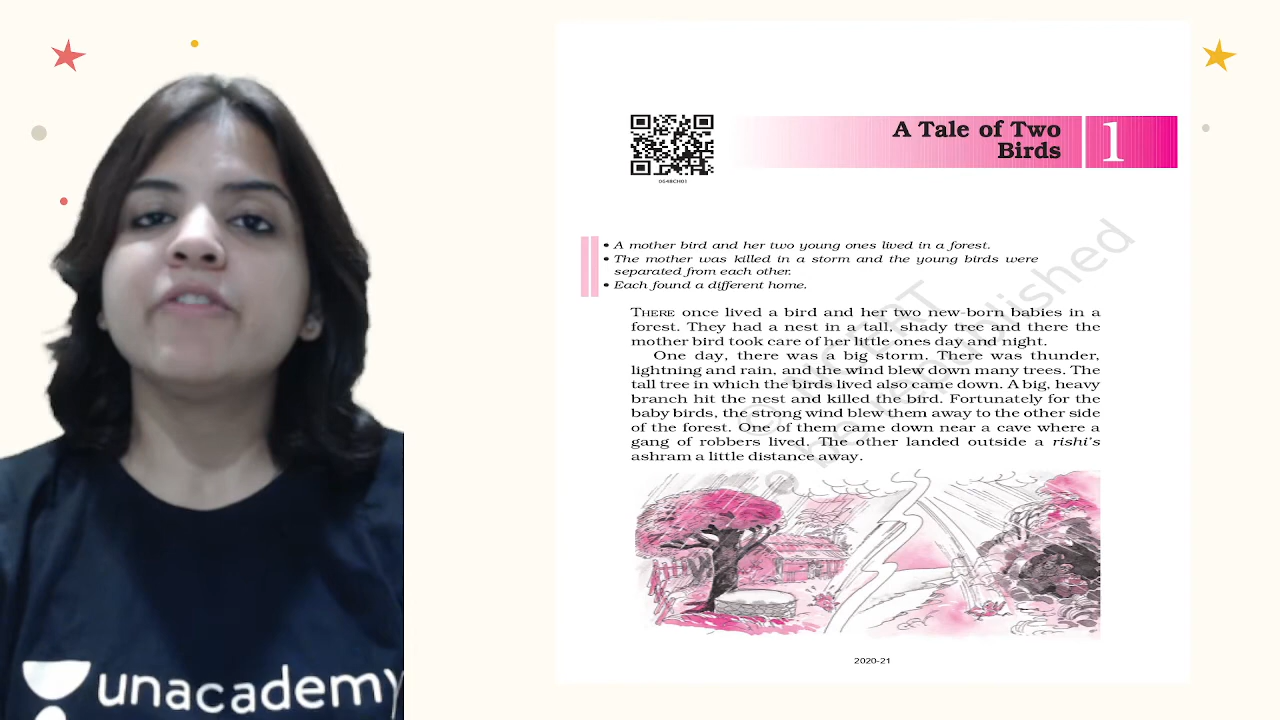 A Tale of Two
Birds
1
0648CH01
• A mother bird and her two young ones lived in a forest.
• The mother was killed in a storm and the young birds were
separated from each other.
• Each found a different home.
THERE once lived a bird and her two new-born babies in a
forest. They had a nest in a tall, shady tree and there the
mother bird took care of her little ones day and night.
One day, there was a big storm. There was thunder,
lightning and rain, and the wind blew down many trees. The
tall tree in which the birds lived also came down. A big, heavy
branch hit the nest and killed the bird. Fortunately for the
baby birds, the strong wind blew them away to the other side
of the forest. One of them came down near a cave where a
gang of robbers lived. The other landed outside a rishi's
ashram a little distance away.
2020-21
be republished
unacademy